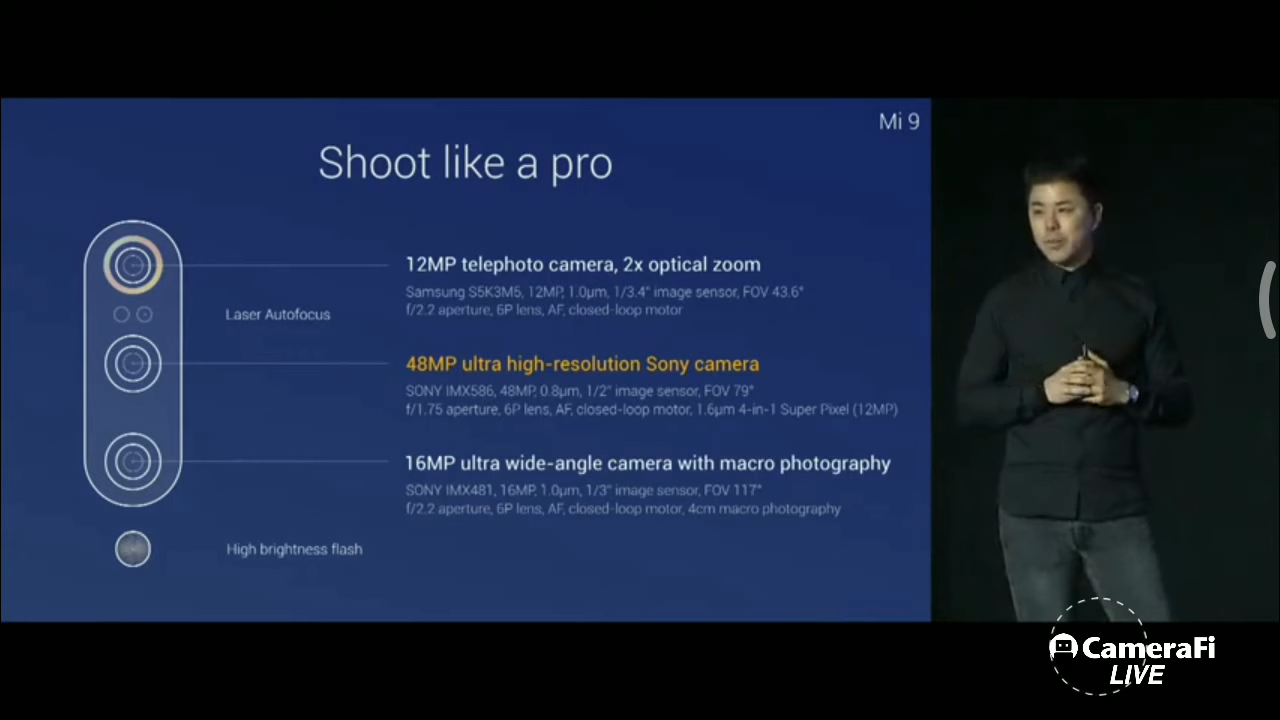 Mi 9
Shoot like a pro
12MP telephoto camera, 2x optical zoom
Samsung S5K3M5, 12MP, 1.0μm, 1/3.4" image sensor, FOV 43.6°
f/2.2 aperture, 6P lens, AF, closed-loop motor
Laser Autofocus
48MP ultra high-resolution Sony camera
SONY IMX586, 48MP, 0.8μm, 1/2" image sensor, FOV 79°
f/1.75 aperture, 6P lens, AF, closed-loop motor, 1.6μm 4-in-1 Super Pixel (12MP)
16MP ultra wide-angle camera with macro photography
SONY IMX481, 16MP, 1.0μm, 1/3" image sensor, FOV 117°
f/2.2 aperture, 6P lens, AF, closed-loop motor, 4cm macro photography
High brightness flash
CameraFi
LIVE